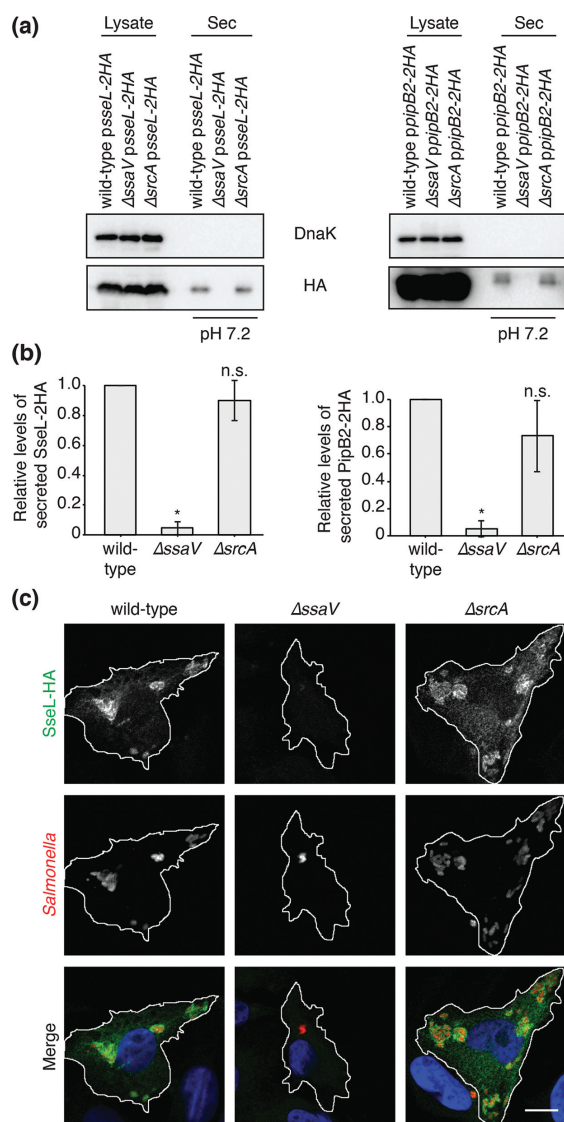 (a)
Lysate Sec Lysate Sec
wild-type psseL-2HA
ΔssaV psseL-2HA
ΔsrcA psseL-2HA
wild-type psseL-2HA
ΔssaV psseL-2HA
ΔsrcA psseL-2HA
wild-type ppipB2-2HA
ΔssaV ppipB2-2HA
ΔsrcA ppipB2-2HA
wild-type ppipB2-2HA
ΔssaV ppipB2-2HA
ΔsrcA ppipB2-2HA
DnaK
HA
pH 7.2 pH 7.2
(b)
Relative levels of
secreted SseL-2HA
1.0
0.8
0.6
0.4
0.2
0
n.s.
*
wild-
type
ΔssaV
ΔsrcA
Relative levels of
secreted PipB2-2HA
1.0
0.8
0.6
0.4
0.2
0
n.s.
*
wild-
type
ΔssaV
ΔsrcA
(c)
wild-type ΔssaV ΔsrcA
SseL-HA
Salmonella
Merge